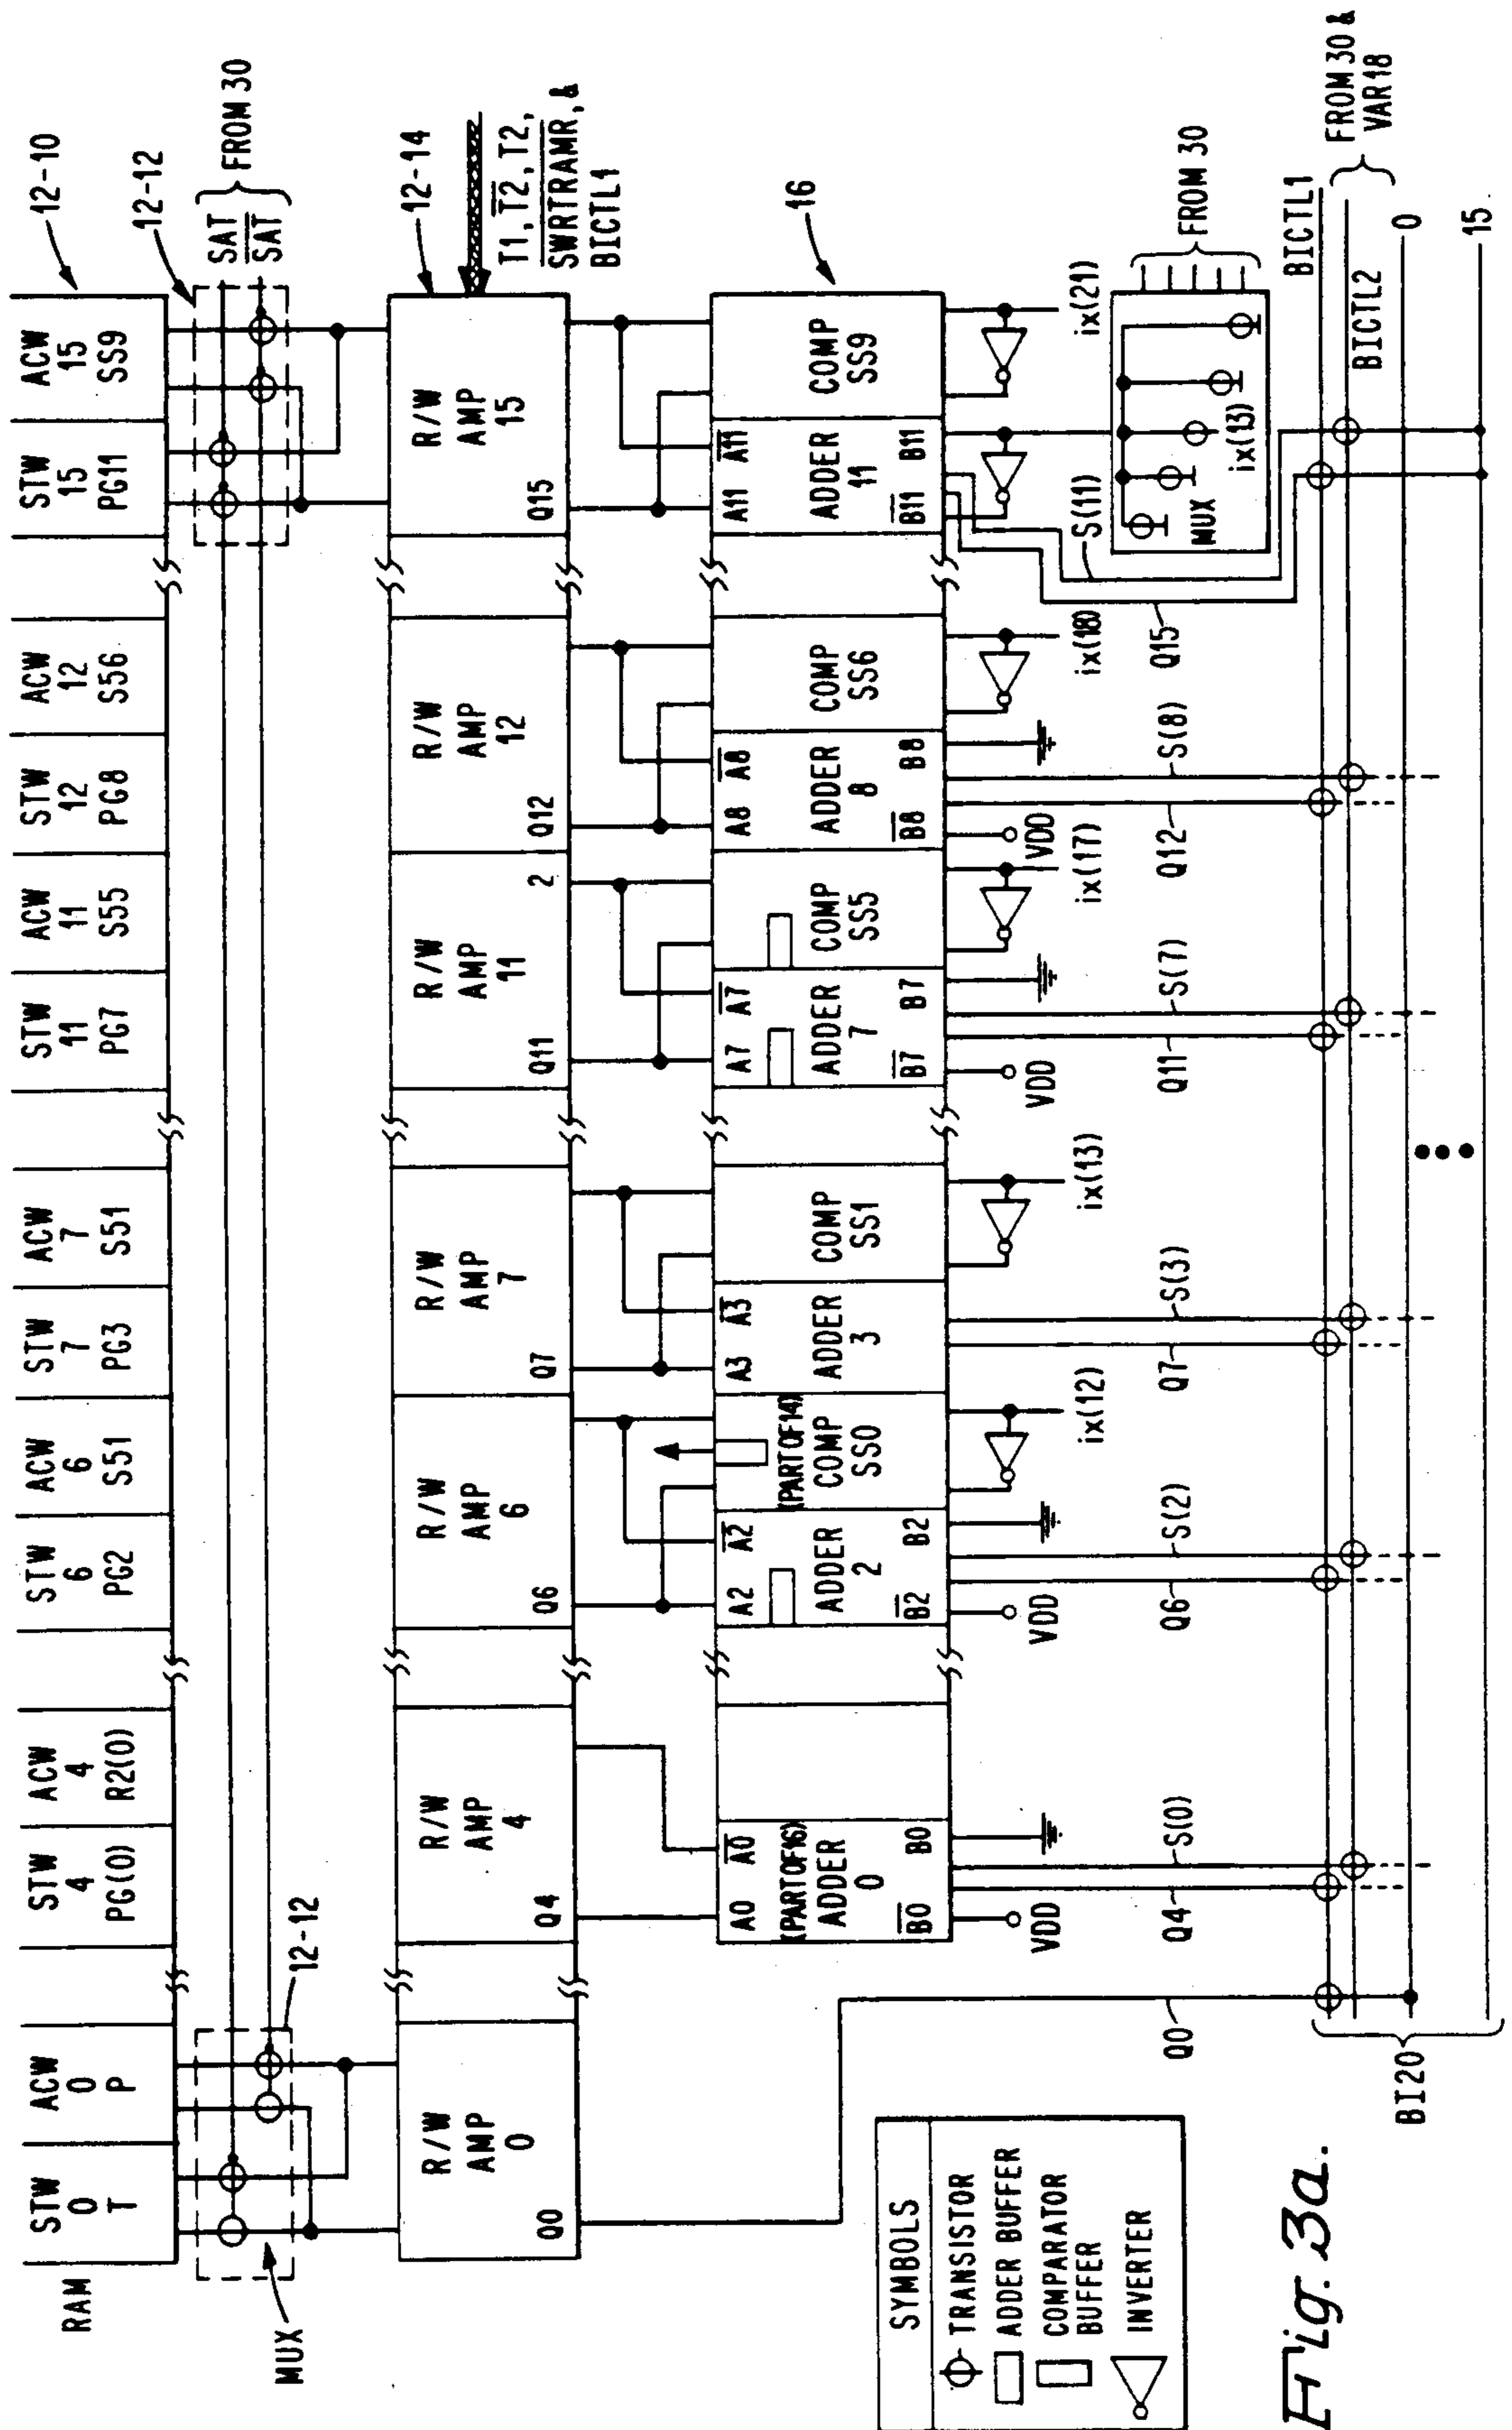 RAM
STW 0 T
ACW 0 P
STW 4 PG(0)
ACW 4 R2(0)
STW 6 PG2
ACW 6 S51
STW 7 PG3
ACW 7 S51
STW 11 PG7
ACW 11 S55
STW 12 PG8
ACW 12 S56
STW 15 PG11
ACW 15 SS9
12-10
MUX
12-12
12-12
SAT
SAT
FROM 30
R/W AMP 0
Q0
R/W AMP 4
Q4
R/W AMP 6
Q6
R/W AMP 7
Q7
R/W AMP 11
Q11
2
R/W AMP 12
Q12
R/W AMP 15
Q15
12-14
T1, T2, T2,
SWRTRAMR, &
BICTL1
A0 A0
(PART OF 16)
ADDER 0
B0 B0
A2 A2
ADDER 2
B2 B2
(PART OF 14)
COMP SS0
A3 A3
ADDER 3
COMP SS1
A7 A7
ADDER 7
B7 B7
COMP SS5
A8 A8
ADDER 8
B8 B8
COMP SS6
A11 A11
ADDER 11
B11 B11
COMP SS9
16
VDD
VDD
ix(12)
ix(13)
VDD
ix(17)
VDD
ix(18)
ix(21)
MUX
ix(13)
FROM 30
Q0
Q4
S(0)
Q6
S(2)
Q7
S(3)
Q11
S(7)
Q12
S(8)
Q15
S(11)
BICTL1
BICTL2
FROM 30 &
VAR18
0
15
BI20
SYMBOLS
TRANSISTOR
ADDER BUFFER
COMPARATOR
BUFFER
INVERTER
Fig. 3a.